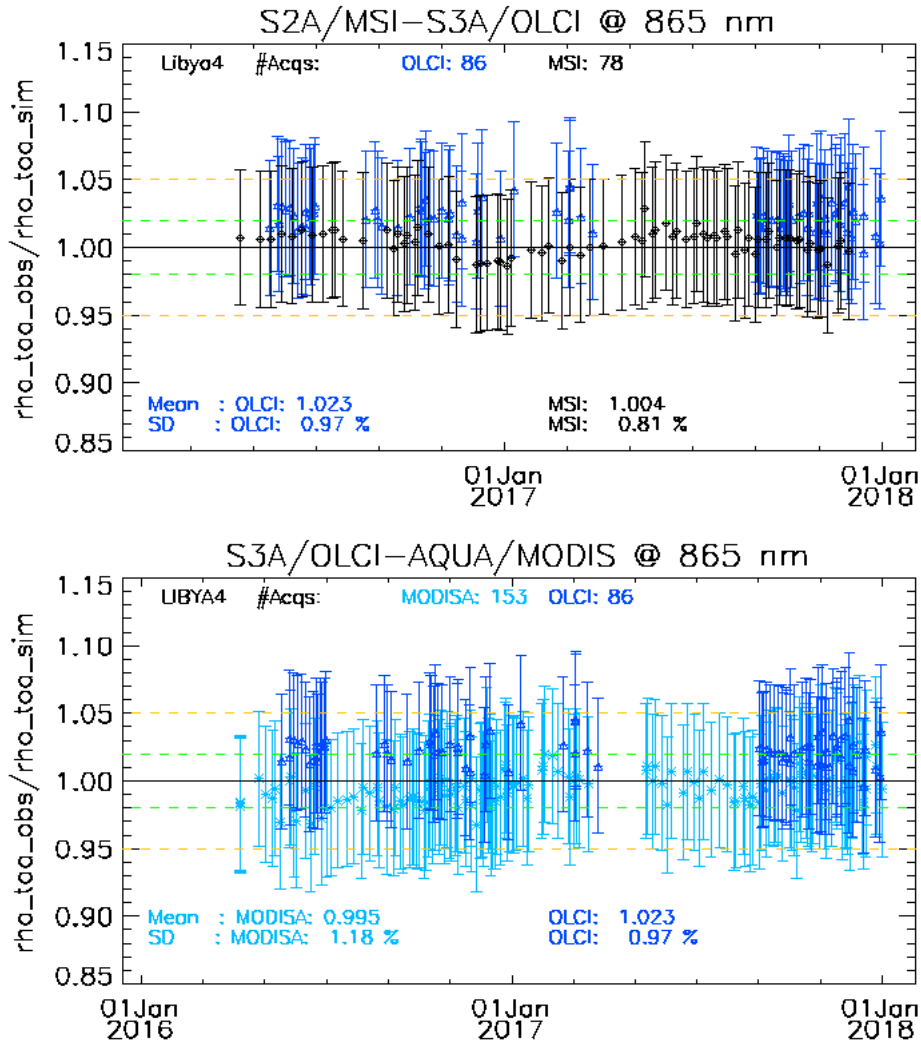 S2A/MSI-S3A/OLCI @ 865 nm
1.15
Libya4 #Acqs: OLCI: 86 MSI: 78
1.10
1.05
1.00
0.95
0.90
0.85
rho_toa_obs/rho_toa_sim
Mean : OLCI: 1.023 MSI: 1.004
SD : OLCI: 0.97 % MSI: 0.81 %
01Jan 01Jan
2017 2018
S3A/OLCI-AQUA/MODIS @ 865 nm
1.15
LIBYA4 #Acqs: MODISA: 153 OLCI: 86
1.10
1.05
1.00
0.95
0.90
0.85
rho_toa_obs/rho_toa_sim
Mean : MODISA: 0.995 OLCI: 1.023
SD : MODISA: 1.18 % OLCI: 0.97 %
01Jan 01Jan 01Jan
2016 2017 2018